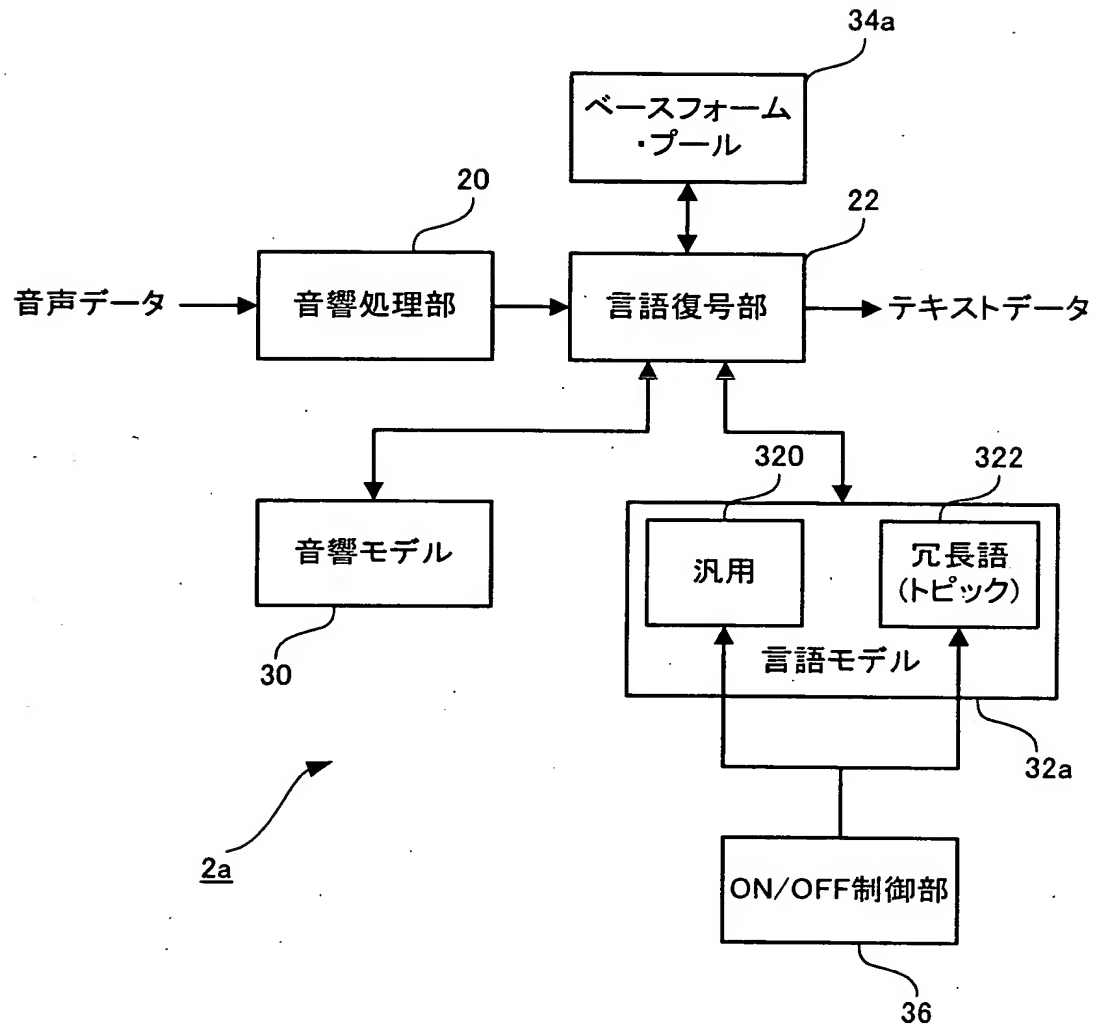 34a
ベースフォーム
・プール
20
22
音声データ
音響処理部
言語復号部
テキストデータ
320
322
音響モデル
汎用
冗長語
(トピック)
言語モデル
30
32a
2a
ON/OFF制御部
36